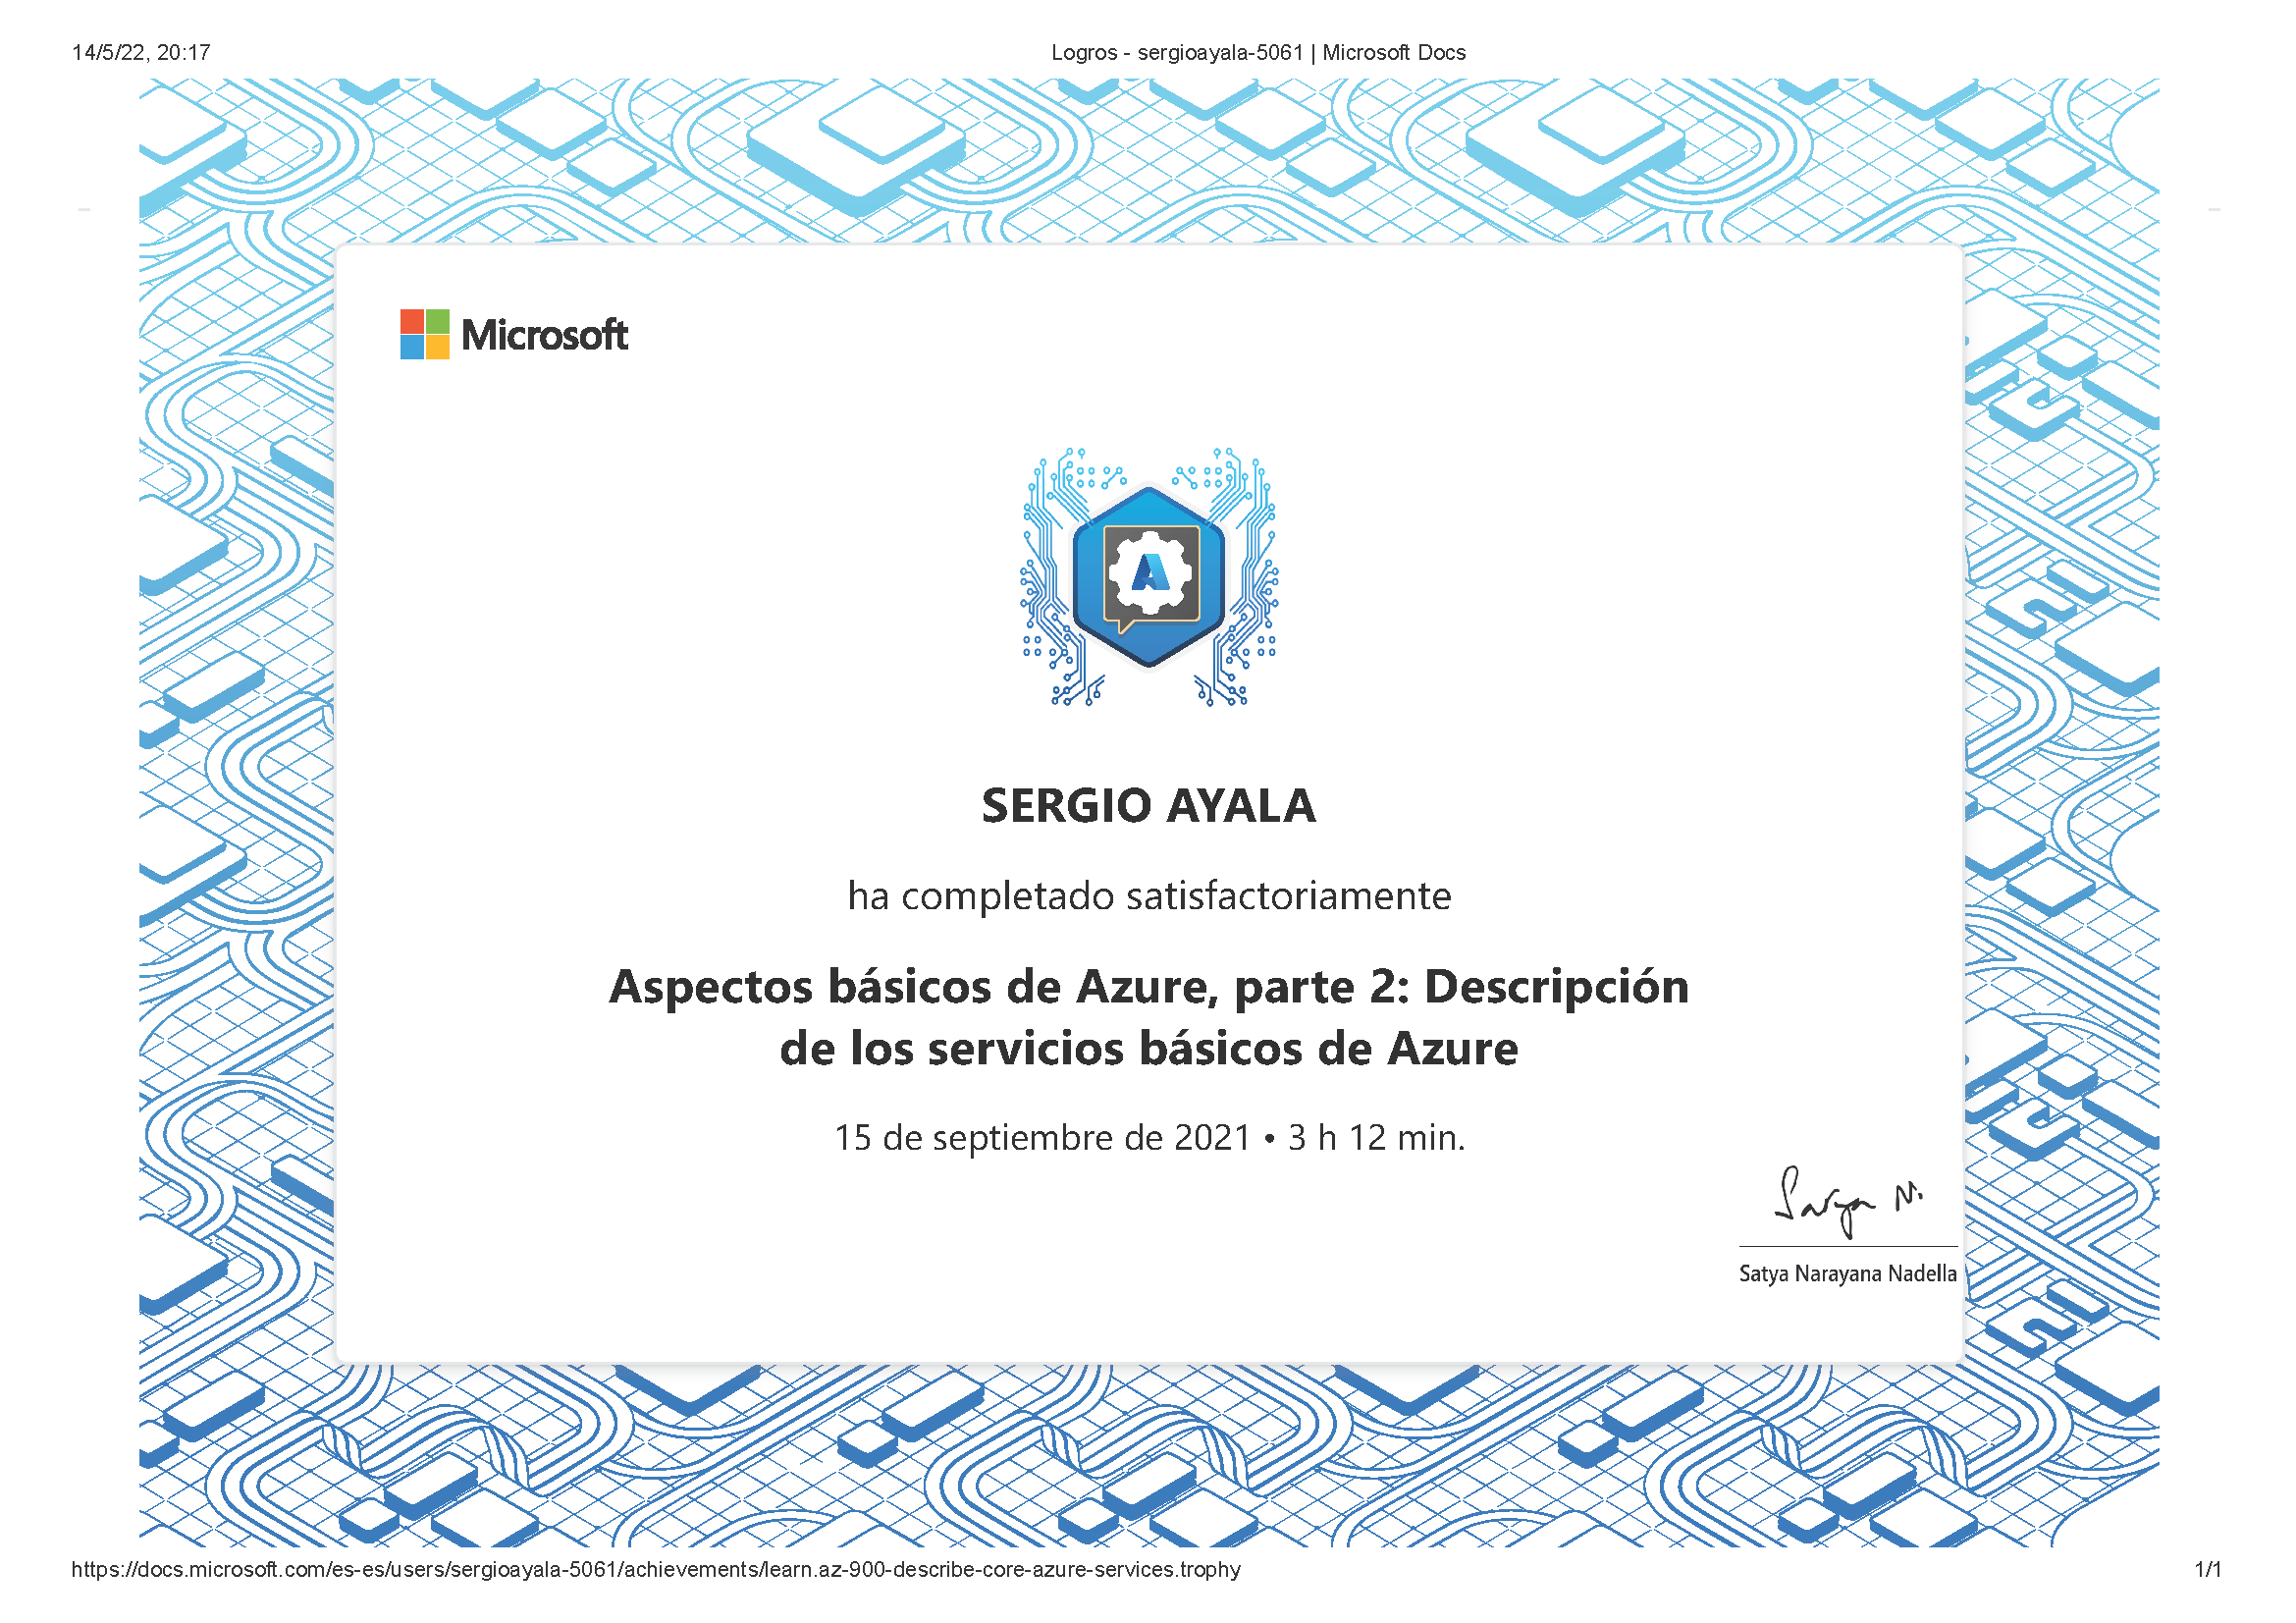 14/5/22, 20:17
Logros - sergioayala-5061 | Microsoft Docs
Microsoft
A
SERGIO AYALA
ha completado satisfactoriamente
Aspectos básicos de Azure, parte 2: Descripción
de los servicios básicos de Azure
15 de septiembre de 2021 • 3 h 12 min.
Satya N.
Satya Narayana Nadella
https://docs.microsoft.com/es-es/users/sergioayala-5061/achievements/learn.az-900-describe-core-azure-services.trophy
1/1